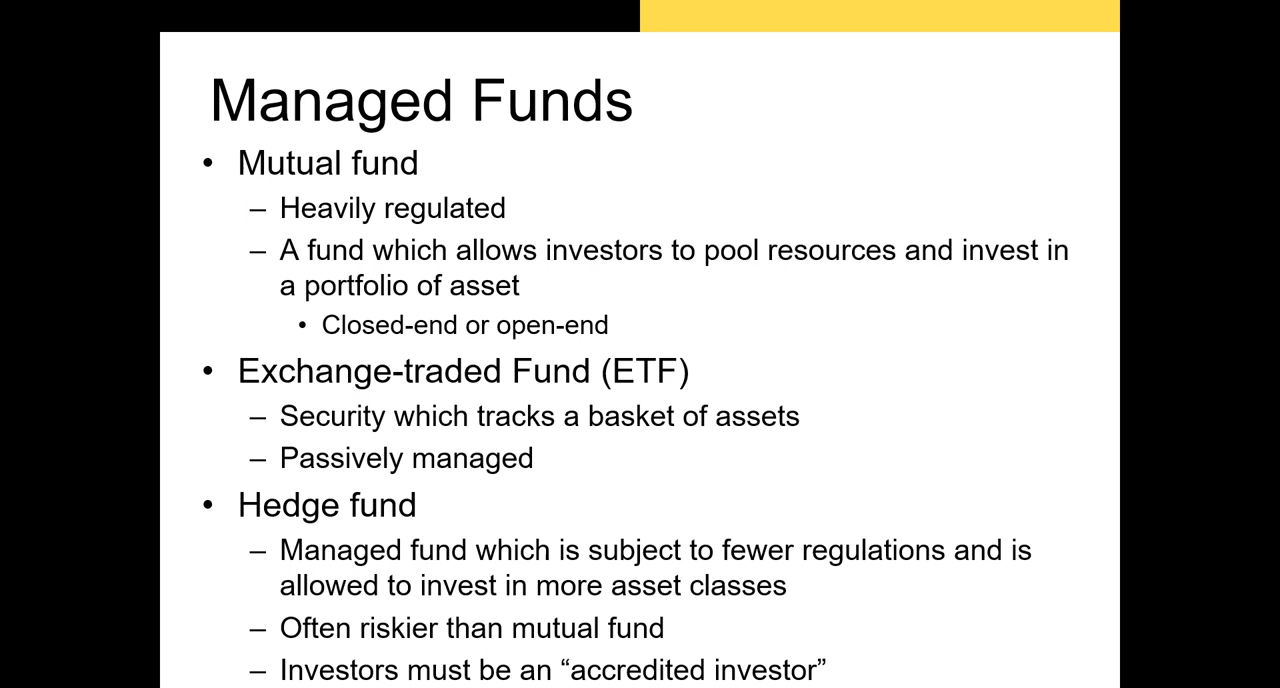 Managed Funds
• Mutual fund
– Heavily regulated
– A fund which allows investors to pool resources and invest in
a portfolio of asset
• Closed-end or open-end
• Exchange-traded Fund (ETF)
– Security which tracks a basket of assets
– Passively managed
• Hedge fund
– Managed fund which is subject to fewer regulations and is
allowed to invest in more asset classes
– Often riskier than mutual fund
– Investors must be an “accredited investor”